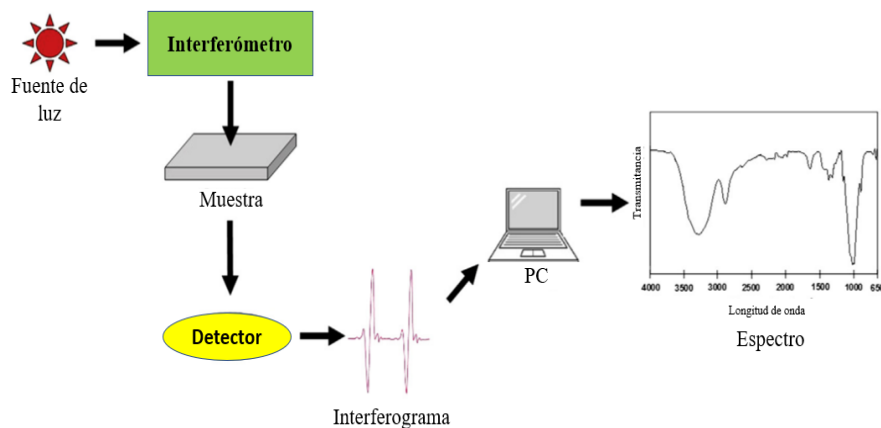 Fuente de
luz
Interferómetro
Muestra
Detector
Interferograma
PC
Transmitancia
4000 3500 3000 2500 2000 1500 1000 650
Longitud de onda
Espectro